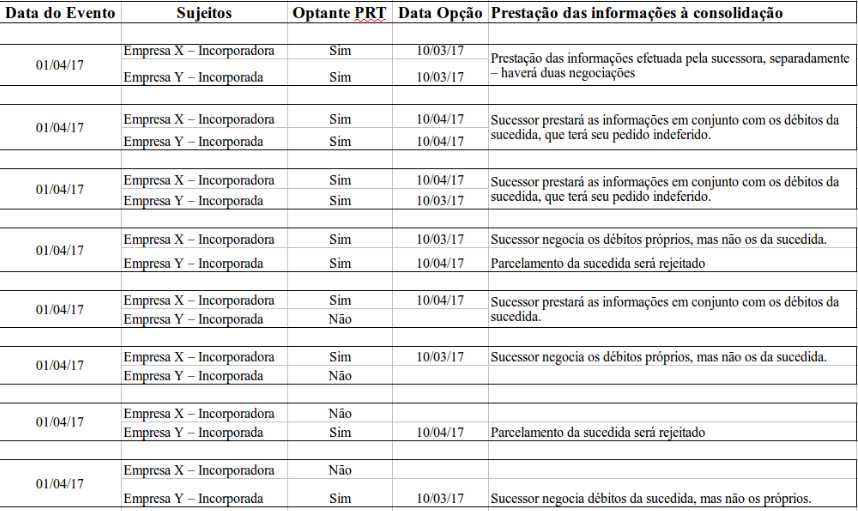 Data do Evento Sujeitos Optante PRT Data Opção Prestação das informações à consolidação
Empresa X – Incorporadora Sim 10/03/17
01/04/17
Prestação das informações efetuada pela sucessora, separadamente
– haverá duas negociações
Empresa Y – Incorporada Sim 10/03/17
Empresa X – Incorporadora Sim 10/04/17
01/04/17
Sucessor prestará as informações em conjunto com os débitos da
sucedida, que terá seu pedido indeferido.
Empresa Y – Incorporada Sim 10/04/17
Empresa X – Incorporadora Sim 10/04/17
01/04/17
Sucessor prestará as informações em conjunto com os débitos da
sucedida, que terá seu pedido indeferido.
Empresa Y – Incorporada Sim 10/03/17
Empresa X – Incorporadora Sim 10/03/17 Sucessor negocia os débitos próprios, mas não os da sucedida.
01/04/17
Empresa Y – Incorporada Sim 10/04/17 Parcelamento da sucedida será rejeitado
Empresa X – Incorporadora Sim 10/04/17
01/04/17
Sucessor prestará as informações em conjunto com os débitos da
sucedida.
Empresa Y – Incorporada Não
Empresa X – Incorporadora Sim 10/03/17 Sucessor negocia os débitos próprios, mas não os da sucedida.
01/04/17
Empresa Y – Incorporada Não
Empresa X – Incorporadora Não
01/04/17
Empresa Y – Incorporada Sim 10/04/17 Parcelamento da sucedida será rejeitado
Empresa X – Incorporadora Não
01/04/17
Empresa Y – Incorporada Sim 10/03/17 Sucessor negocia débitos da sucedida, mas não os próprios.